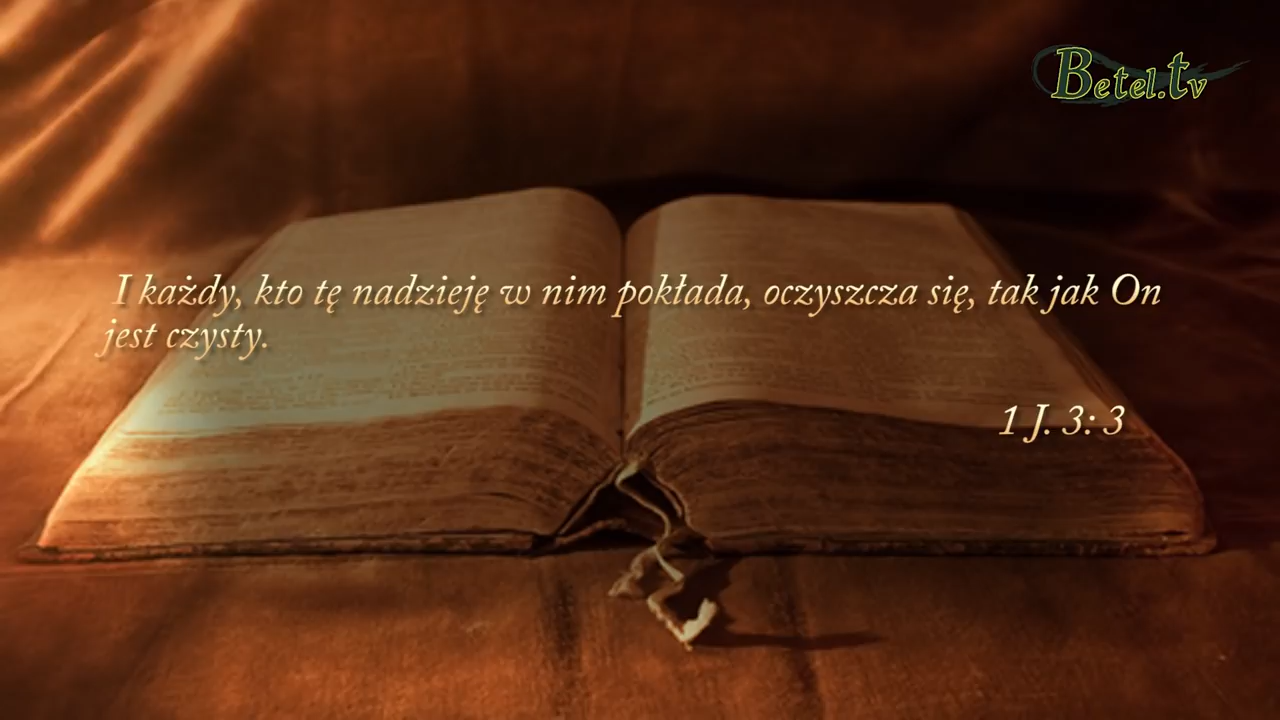 Betel.tv
I każdy, kto tę nadzieję w nim pokłada, oczyszcza się, tak jak On
jest czysty.
1 J. 3: 3